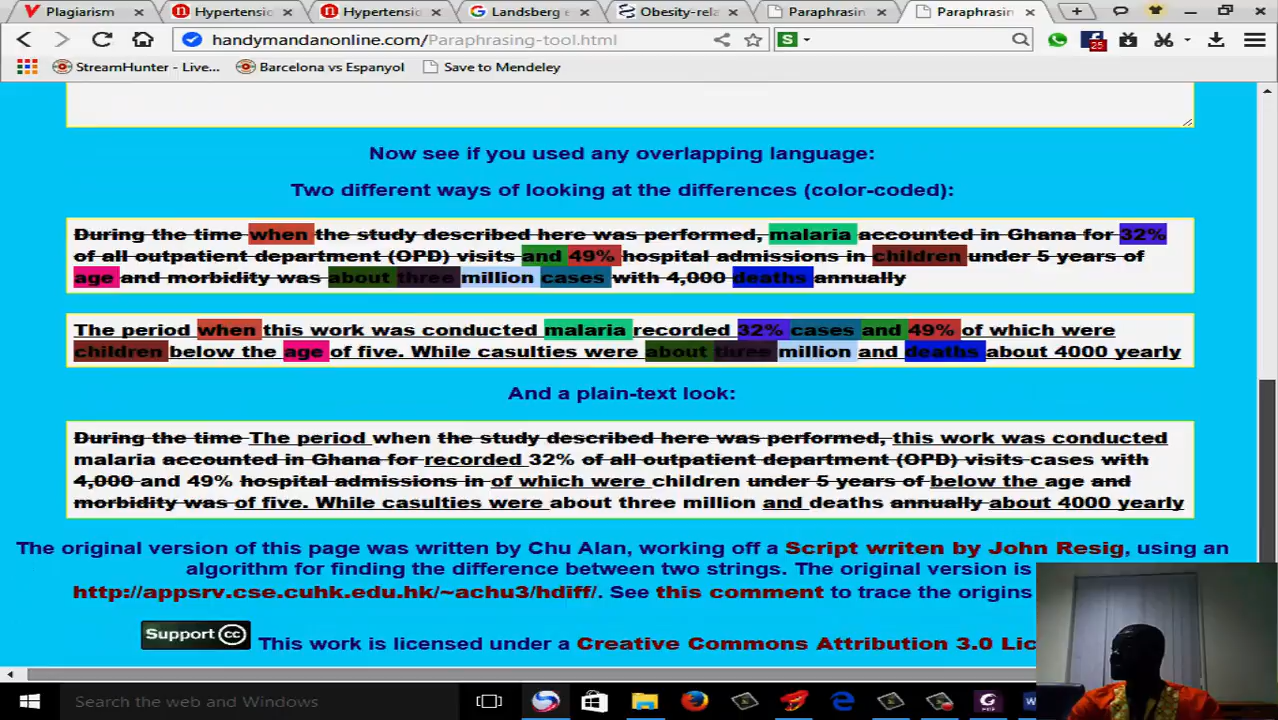 Plagiarism
Hypertensio
Hypertensio
Landsberg e
Obesity-rela
Paraphrasin
Paraphrasin
handymandanonline.com/Paraphrasing-tool.html
S
25
StreamHunter - Live...
Barcelona vs Espanyol
Save to Mendeley
Now see if you used any overlapping language:
Two different ways of looking at the differences (color-coded):
During the time when the study described here was performed, malaria accounted in Ghana for 32%
of all outpatient department (OPD) visits and 49% hospital admissions in children under 5 years of
age and morbidity was about three million cases with 4,000 deaths annually
The period when this work was conducted malaria recorded 32% cases and 49% of which were
children below the age of five. While casulties were about three million and deaths about 4000 yearly
And a plain-text look:
During the time The period when the study described here was performed, this work was conducted
malaria accounted in Ghana for recorded 32% of all outpatient department (OPD) visits cases with
4,000 and 49% hospital admissions in of which were children under 5 years of below the age and
morbidity was of five. While casulties were about three million and deaths annually about 4000 yearly
The original version of this page was written by Chu Alan, working off a Script writen by John Resig, using an
algorithm for finding the difference between two strings. The original version is
http://appsrv.cse.cuhk.edu.hk/~achu3/hdiff/. See this comment to trace the origins
Support cc
This work is licensed under a Creative Commons Attribution 3.0 Lic
Search the web and Windows